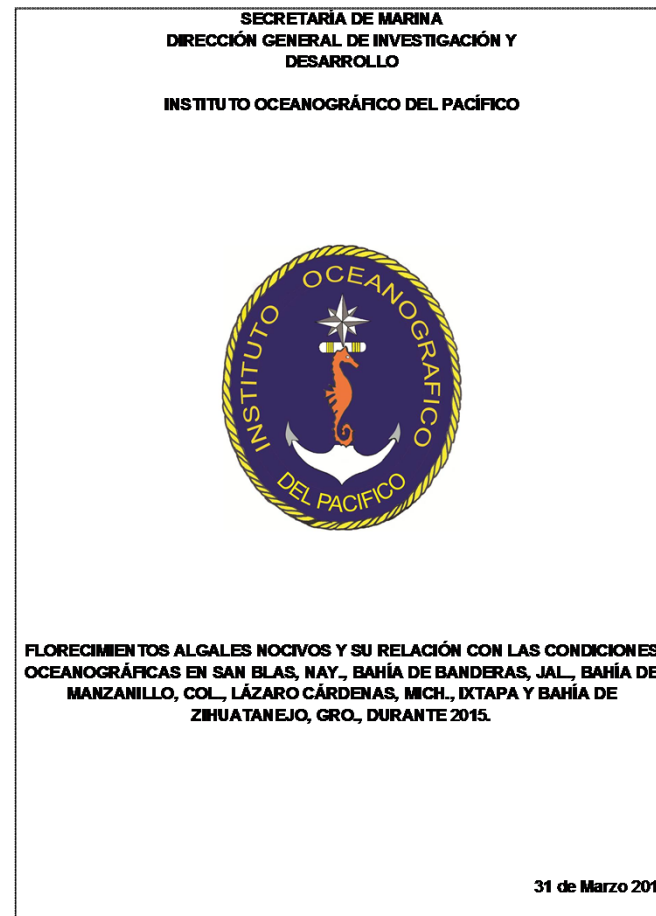 SECRETARÍA DE MARINA
DIRECCIÓN GENERAL DE INVESTIGACIÓN Y
DESARROLLO
INSTITUTO OCEANOGRÁFICO DEL PACÍFICO
INSTITUTO OCEANOGRAFICO
DEL PACIFICO
FLORECIMIENTOS ALGALES NOCIVOS Y SU RELACIÓN CON LAS CONDICIONES
OCEANOGRÁFICAS EN SAN BLAS, NAY., BAHÍA DE BANDERAS, JAL., BAHÍA DE
MANZANILLO, COL., LÁZARO CÁRDENAS, MICH., IXTAPA Y BAHÍA DE
ZIHUATANEJO, GRO., DURANTE 2015.
31 de Marzo 201